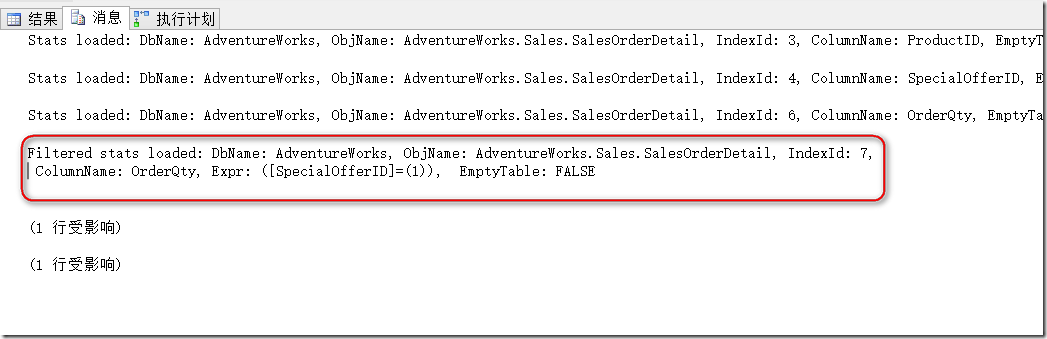 结果 消息 执行计划
Stats loaded: DbName: AdventureWorks, ObjName: AdventureWorks.Sales.SalesOrderDetail, IndexId: 3, ColumnName: ProductID,
Stats loaded: DbName: AdventureWorks, ObjName: AdventureWorks.Sales.SalesOrderDetail, IndexId: 4, ColumnName: SpecialOfferID,
Stats loaded: DbName: AdventureWorks, ObjName: AdventureWorks.Sales.SalesOrderDetail, IndexId: 6, ColumnName: OrderQty,
Filtered stats loaded: DbName: AdventureWorks, ObjName: AdventureWorks.Sales.SalesOrderDetail, IndexId: 7,
ColumnName: OrderQty, Expr: ([SpecialOfferID]=(1)), EmptyTable: FALSE
(1 行受影响)
(1 行受影响)